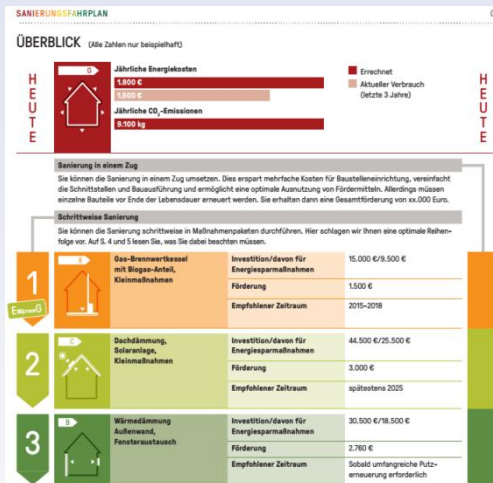 SANIERUNGSFAHRPLAN
ÜBERBLICK (Alle Zahlen nur beispielhaft)
HEUTE
G
Jährliche Energiekosten
1.800 €
1.600 €
Jährliche CO₂-Emissionen
9.100 kg
Errechnet
Aktueller Verbrauch
(letzte 3 Jahre)
HEUTE
Sanierung in einem Zug
Sie können die Sanierung in einem Zug umsetzen. Dies erspart mehrfache Kosten für Baustelleneinrichtung, vereinfacht
die Schnittstellen und Bauausführung und ermöglicht eine optimale Ausnutzung von Fördermitteln. Allerdings müssen
einzelne Bauteile vor Ende der Lebensdauer erneuert werden. Sie erhalten dann eine Gesamtförderung von xx.000 Euro.
Schrittweise Sanierung
Sie können die Sanierung schrittweise in Maßnahmenpaketen durchführen. Hier schlagen wir Ihnen eine optimale Reihen-
folge vor. Auf S. 4 und 5 lesen Sie, was Sie dabei beachten müssen.
1
E
Gas-Brennwertkessel
mit Biogas-Anteil,
Kleinmaßnahmen
Investition/davon für
Energiesparmaßnahmen
15.000 €/9.500 €
Förderung
1.500 €
Empfohlener Zeitraum
2015–2018
2
C
Dachdämmung,
Solaranlage,
Kleinmaßnahmen
Investition/davon für
Energiesparmaßnahmen
44.500 €/25.500 €
Förderung
3.000 €
Empfohlener Zeitraum
spätestens 2025
3
B
Wärmedämmung
Außenwand,
Fensteraustausch
Investition/davon für
Energiesparmaßnahmen
30.500 €/18.500 €
Förderung
2.760 €
Empfohlener Zeitraum
Sobald umfangreiche Putz-
erneuerung erforderlich